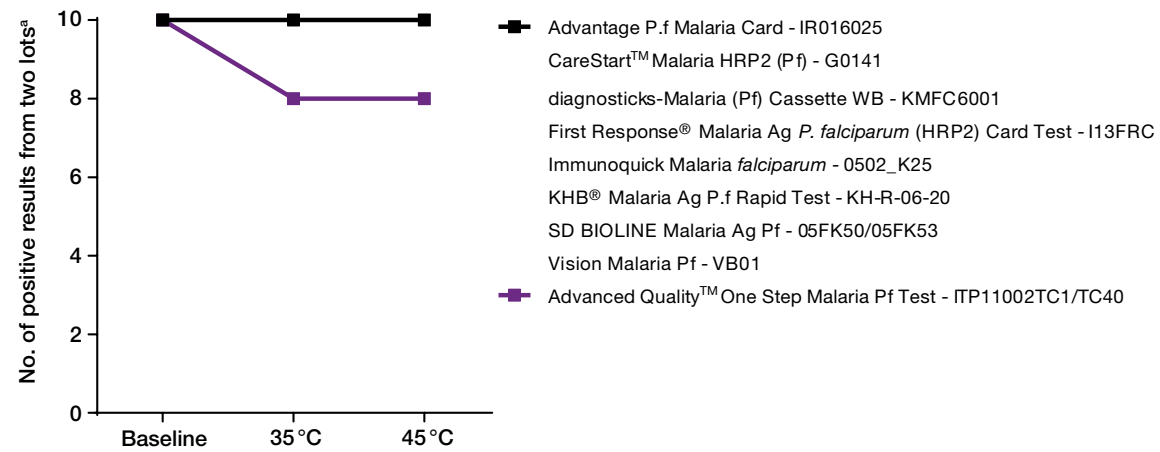 No. of positive results from two lotsᵃ
10
8
6
4
2
0
Baseline
35°C
45°C
Advantage P.f Malaria Card - IR016025
CareStart™ Malaria HRP2 (Pf) - G0141
diagnosticks-Malaria (Pf) Cassette WB - KMFC6001
First Response® Malaria Ag P. falciparum (HRP2) Card Test - I13FRC
Immunoquick Malaria falciparum - 0502_K25
KHB® Malaria Ag P.f Rapid Test - KH-R-06-20
SD BIOLINE Malaria Ag Pf - 05FK50/05FK53
Vision Malaria Pf - VB01
Advanced Quality™ One Step Malaria Pf Test - ITP11002TC1/TC40